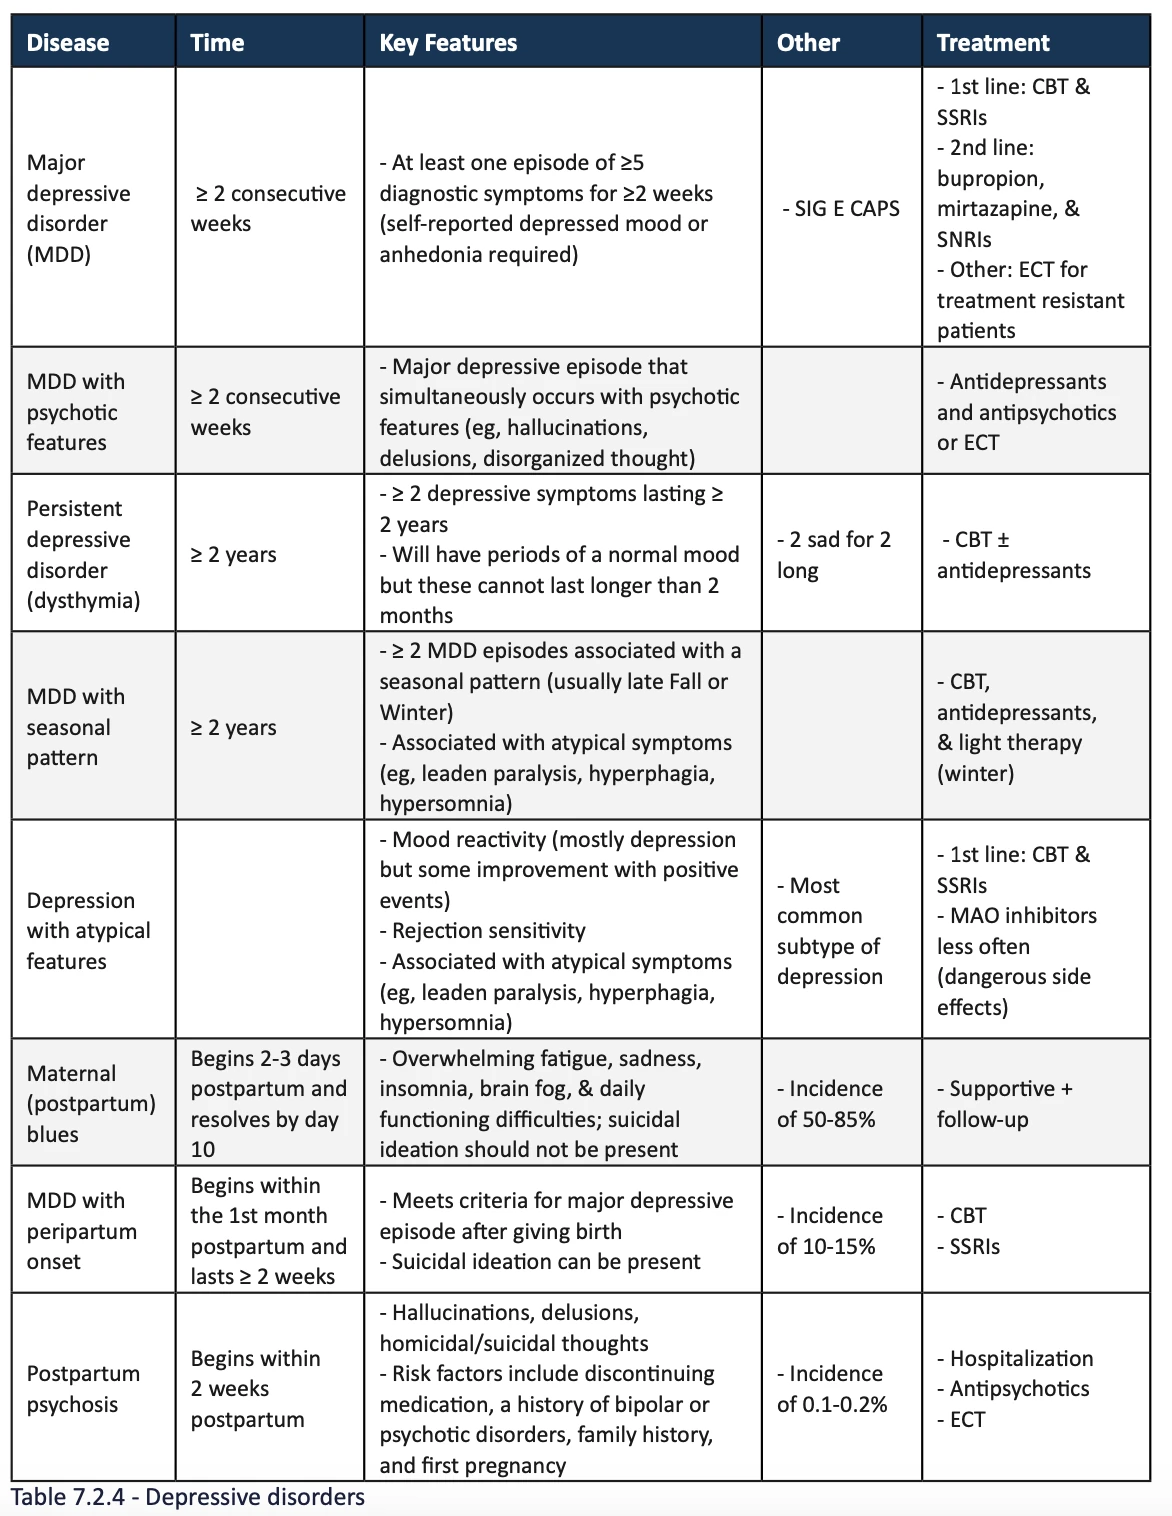 Disease
Time
Key Features
Other
Treatment
Major
depressive
disorder
(MDD)
≥ 2 consecutive
weeks
- At least one episode of ≥5
diagnostic symptoms for ≥2 weeks
(self-reported depressed mood or
anhedonia required)
- SIG E CAPS
- 1st line: CBT &
SSRIs
- 2nd line:
bupropion,
mirtazapine, &
SNRIs
- Other: ECT for
treatment resistant
patients
MDD with
psychotic
features
≥ 2 consecutive
weeks
- Major depressive episode that
simultaneously occurs with psychotic
features (eg, hallucinations,
delusions, disorganized thought)
- Antidepressants
and antipsychotics
or ECT
Persistent
depressive
disorder
(dysthymia)
≥ 2 years
- ≥ 2 depressive symptoms lasting ≥
2 years
- Will have periods of a normal mood
but these cannot last longer than 2
months
- 2 sad for 2
long
- CBT ±
antidepressants
MDD with
seasonal
pattern
≥ 2 years
- ≥ 2 MDD episodes associated with a
seasonal pattern (usually late Fall or
Winter)
- Associated with atypical symptoms
(eg, leaden paralysis, hyperphagia,
hypersomnia)
- CBT,
antidepressants,
& light therapy
(winter)
Depression
with atypical
features
- Mood reactivity (mostly depression
but some improvement with positive
events)
- Rejection sensitivity
- Associated with atypical symptoms
(eg, leaden paralysis, hyperphagia,
hypersomnia)
- Most
common
subtype of
depression
- 1st line: CBT &
SSRIs
- MAO inhibitors
less often
(dangerous side
effects)
Maternal
(postpartum)
blues
Begins 2-3 days
postpartum and
resolves by day
10
- Overwhelming fatigue, sadness,
insomnia, brain fog, & daily
functioning difficulties; suicidal
ideation should not be present
- Incidence
of 50-85%
- Supportive +
follow-up
MDD with
peripartum
onset
Begins within
the 1st month
postpartum and
lasts ≥ 2 weeks
- Meets criteria for major depressive
episode after giving birth
- Suicidal ideation can be present
- Incidence
of 10-15%
- CBT
- SSRIs
Postpartum
psychosis
Begins within
2 weeks
postpartum
- Hallucinations, delusions,
homicidal/suicidal thoughts
- Risk factors include discontinuing
medication, a history of bipolar or
psychotic disorders, family history,
and first pregnancy
- Incidence
of 0.1-0.2%
- Hospitalization
- Antipsychotics
- ECT
Table 7.2.4 - Depressive disorders